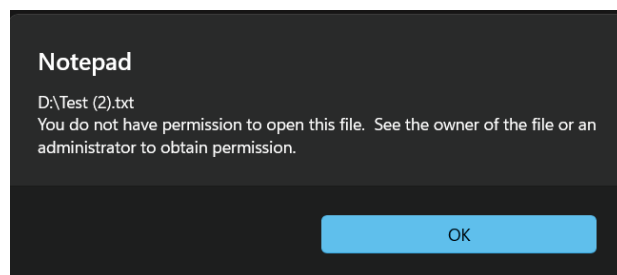 Notepad
D:\Test (2).txt
You do not have permission to open this file.  See the owner of the file or an
administrator to obtain permission.
OK